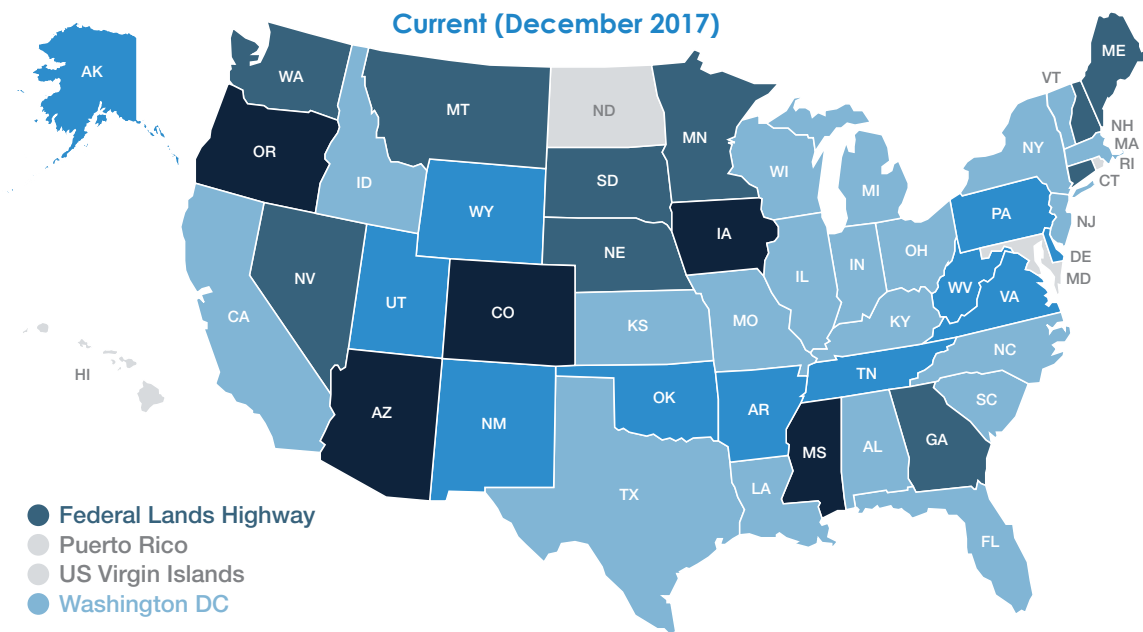 Current (December 2017)
AK
WA
MT
ND
MN
ME
VT
NH
MA
RI
CT
NY
OR
ID
SD
WI
MI
WY
IA
PA
NJ
NE
OH
DE
MD
NV
UT
IL
IN
WV
VA
CA
CO
KS
MO
KY
NC
HI
TN
AZ
NM
OK
AR
SC
MS
AL
GA
TX
LA
FL
Federal Lands Highway
Puerto Rico
US Virgin Islands
Washington DC